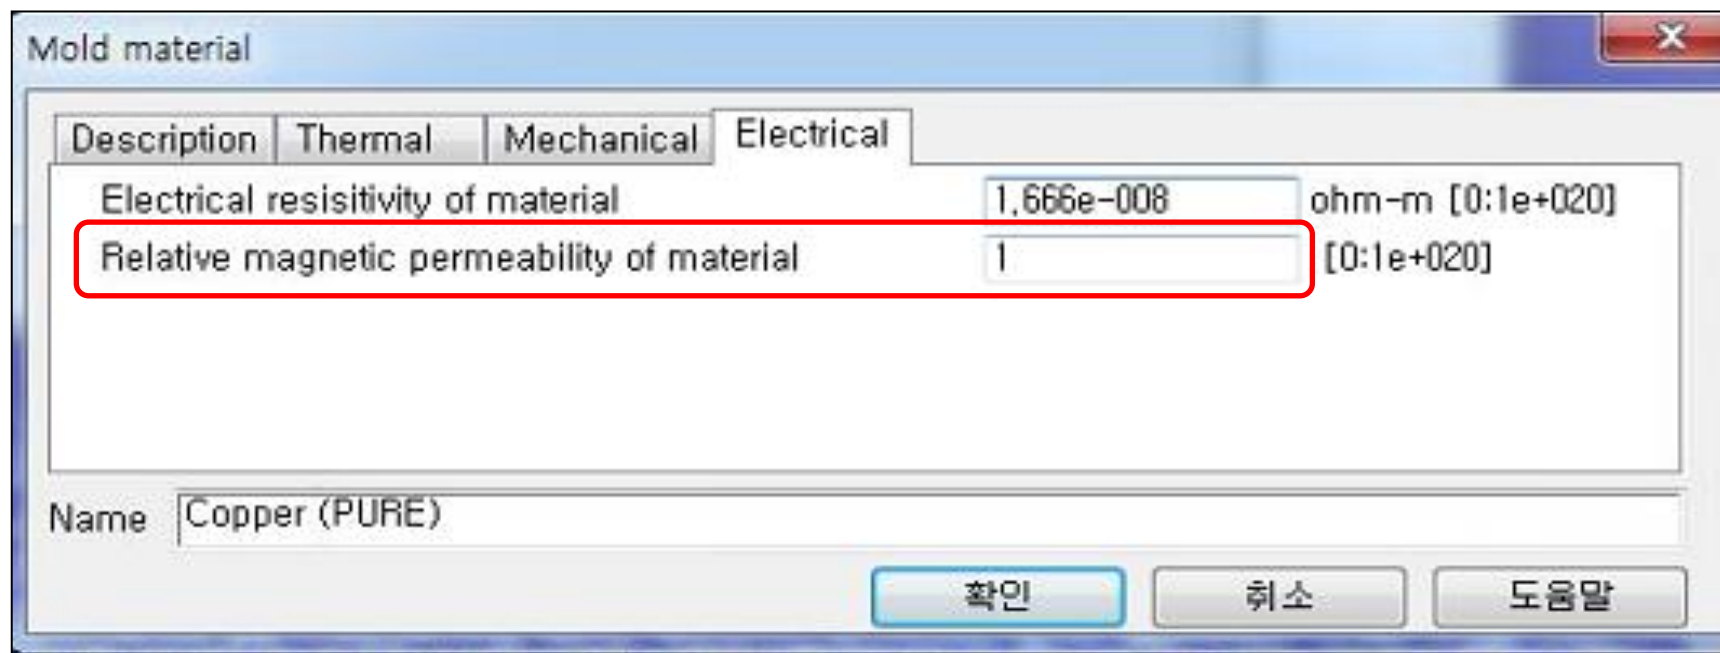 Mold material
Description Thermal Mechanical Electrical
Electrical resisitivity of material 1,666e-008 ohm-m [0:1e+020]
Relative magnetic permeability of material 1 [0:1e+020]
Name Copper (PURE)
확인 취소 도움말